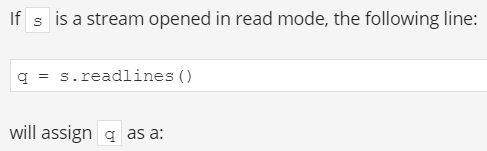 If s is a stream opened in read mode, the following line:
q = s.readlines()
will assign q as a: